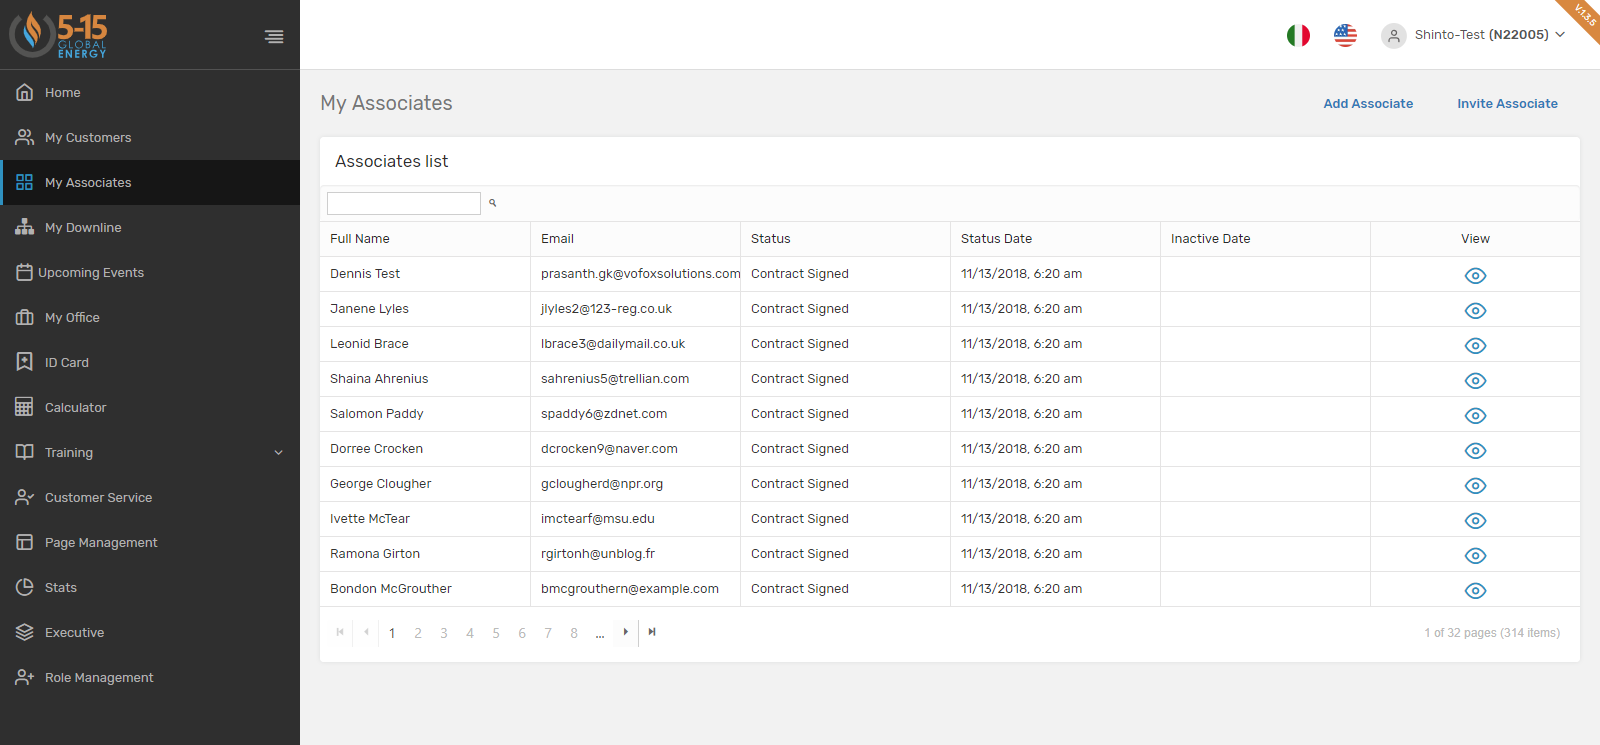 5-15
GLOBAL
ENERGY
Shinto-Test (N22005)
V.1.3.5
Home
My Customers
My Associates
My Downline
Upcoming Events
My Office
ID Card
Calculator
Training
Customer Service
Page Management
Stats
Executive
Role Management
My Associates
Add Associate Invite Associate
Associates list
Full Name Email Status Status Date Inactive Date View
Dennis Test prasanth.gk@vofoxsolutions.com Contract Signed 11/13/2018, 6:20 am
Janene Lyles jlyles2@123-reg.co.uk Contract Signed 11/13/2018, 6:20 am
Leonid Brace lbrace3@dailymail.co.uk Contract Signed 11/13/2018, 6:20 am
Shaina Ahrenius sahrenius5@trellian.com Contract Signed 11/13/2018, 6:20 am
Salomon Paddy spaddy6@zdnet.com Contract Signed 11/13/2018, 6:20 am
Dorree Crocken dcrocken9@naver.com Contract Signed 11/13/2018, 6:20 am
George Clougher gclougherd@npr.org Contract Signed 11/13/2018, 6:20 am
Ivette McTear imctearf@msu.edu Contract Signed 11/13/2018, 6:20 am
Ramona Girton rgirtonh@unblog.fr Contract Signed 11/13/2018, 6:20 am
Bondon McGrouther bmcgrouthern@example.com Contract Signed 11/13/2018, 6:20 am
1 2 3 4 5 6 7 8 ...
1 of 32 pages (314 items)